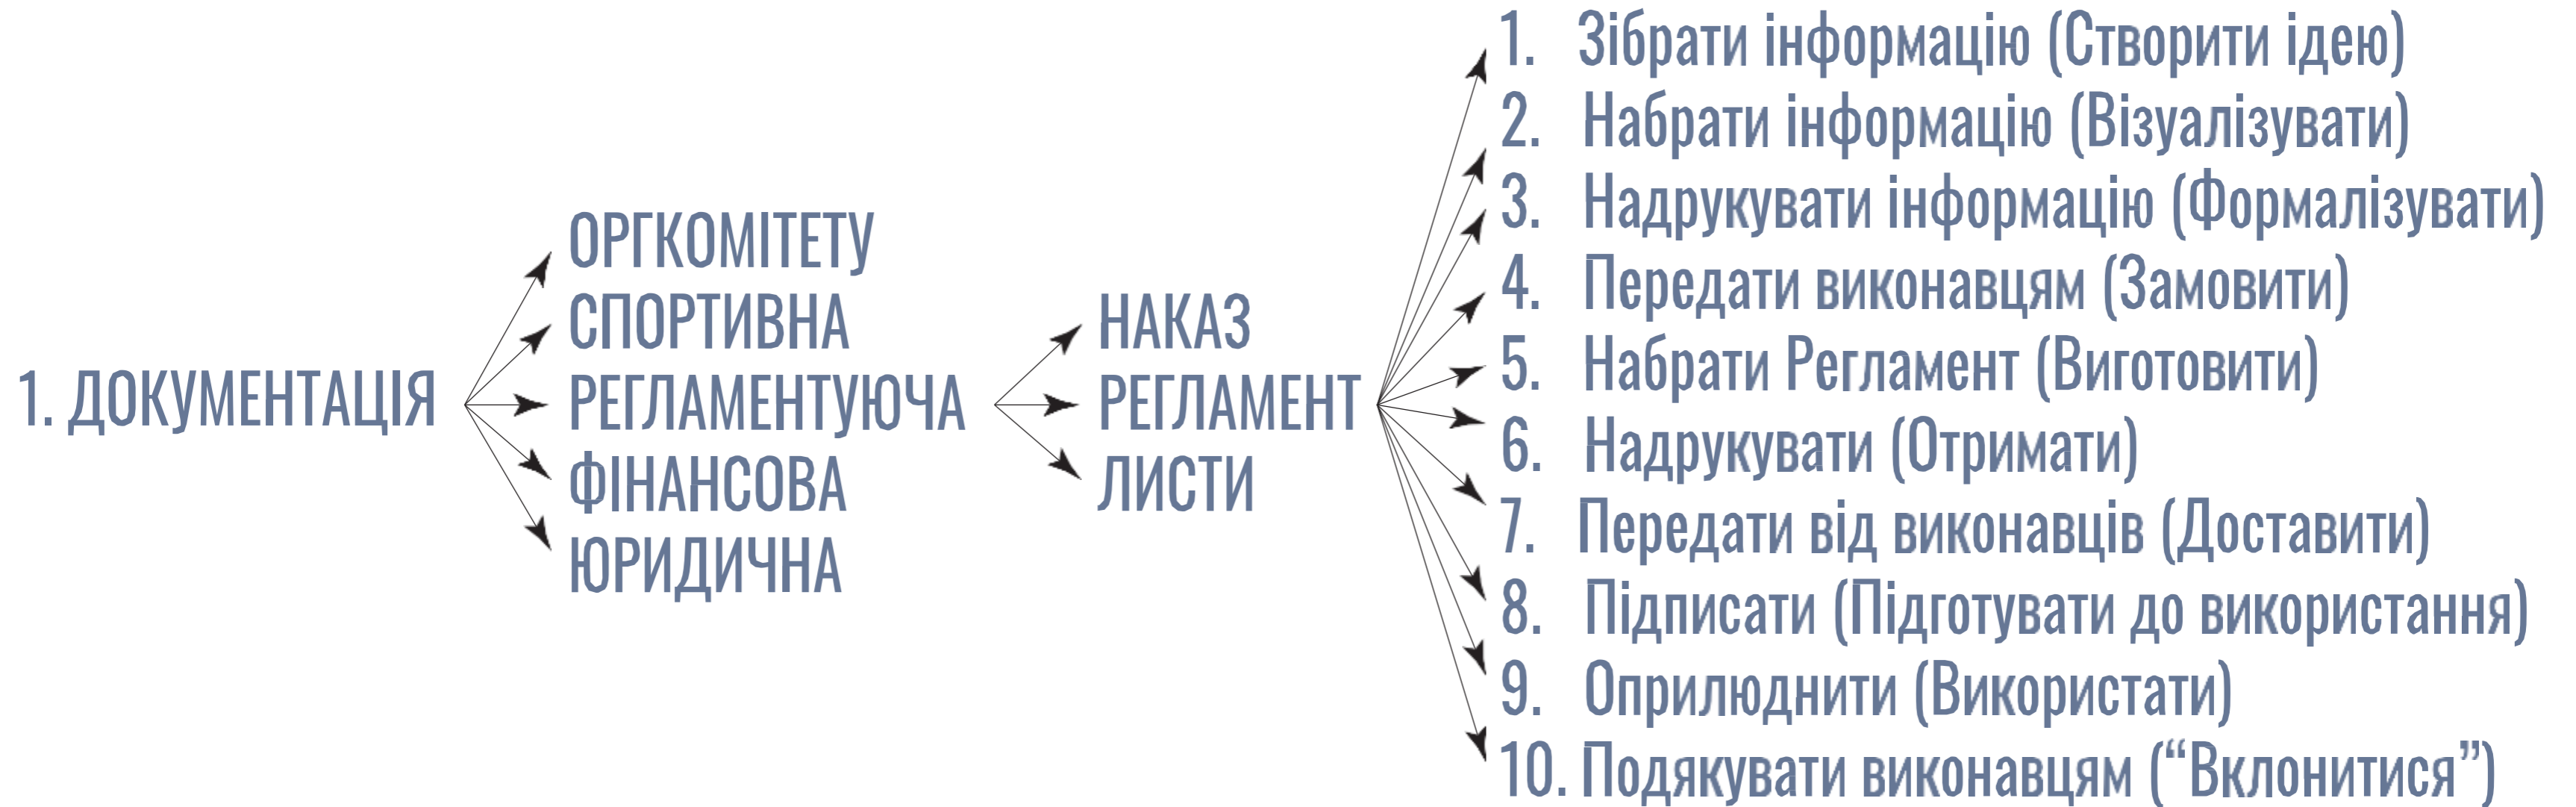 1. ДОКУМЕНТАЦІЯ
ОРГКОМІТЕТУ
СПОРТИВНА
РЕГЛАМЕНТУЮЧА
ФІНАНСОВА
ЮРИДИЧНА
НАКАЗ
РЕГЛАМЕНТ
ЛИСТИ
1. Зібрати інформацію (Створити ідею)
2. Набрати інформацію (Візуалізувати)
3. Надрукувати інформацію (Формалізувати)
4. Передати виконавцям (Замовити)
5. Набрати Регламент (Виготовити)
6. Надрукувати (Отримати)
7. Передати від виконавців (Доставити)
8. Підписати (Підготувати до використання)
9. Оприлюднити (Використати)
10. Подякувати виконавцям (“Вклонитися”)